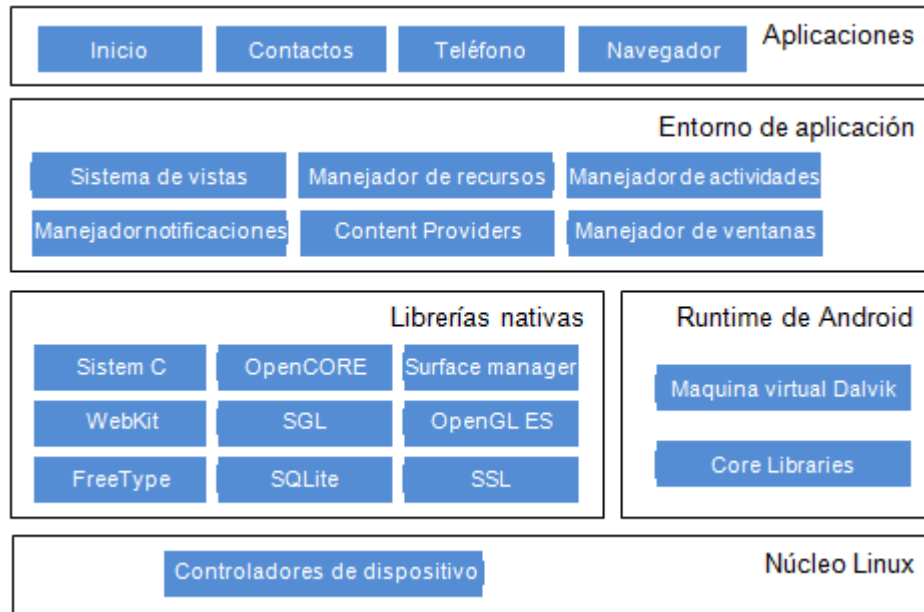 Aplicaciones
Inicio
Contactos
Teléfono
Navegador
Entorno de aplicación
Sistema de vistas
Manejador de recursos
Manejador de actividades
Manejador notificaciones
Content Providers
Manejador de ventanas
Librerías nativas
Sistem C
OpenCORE
Surface manager
WebKit
SGL
OpenGL ES
FreeType
SQLite
SSL
Runtime de Android
Maquina virtual Dalvik
Core Libraries
Núcleo Linux
Controladores de dispositivo